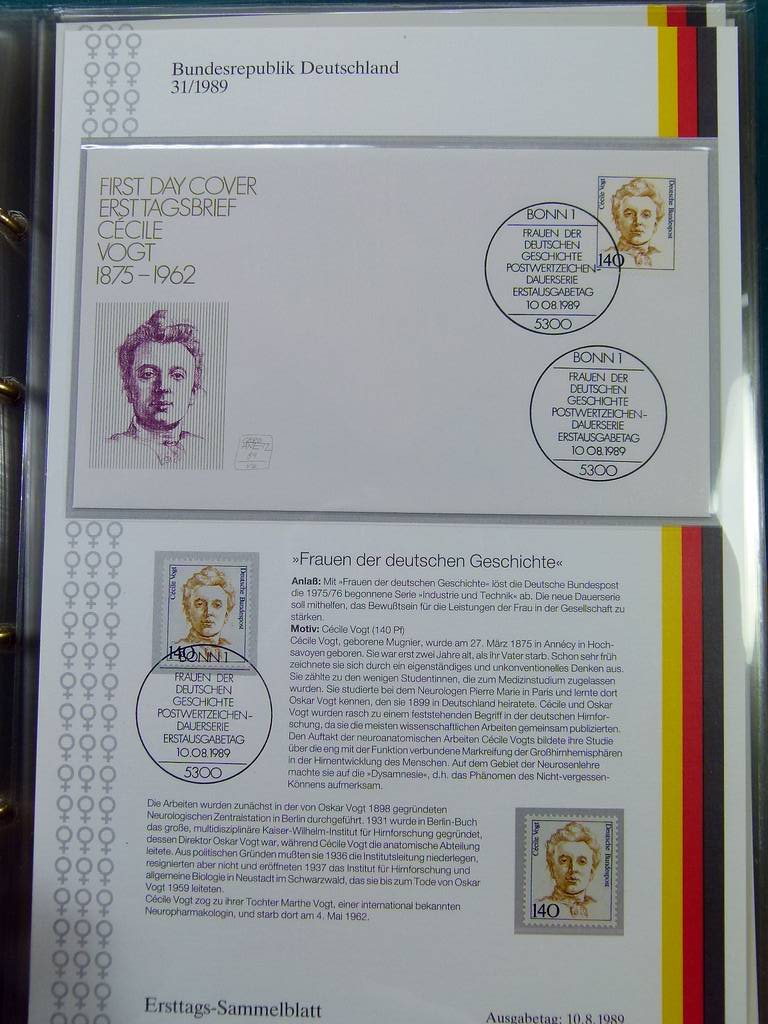 Bundesrepublik Deutschland
31/1989
FIRST DAY COVER
ERSTTAGSBRIEF
CÉCILE
VOGT
1875 – 1962
Cécile Vogt
Deutsche Bundespost
140
BONN 1
FRAUEN DER
DEUTSCHEN
GESCHICHTE
POSTWERTZEICHEN-
DAUERSERIE
ERSTAUSGABETAG
10 08.1989
5300
BONN 1
FRAUEN DER
DEUTSCHEN
GESCHICHTE
POSTWERTZEICHEN-
DAUERSERIE
ERSTAUSGABETAG
10 08.1989
5300
»Frauen der deutschen Geschichte«
Anlaß: Mit »Frauen der deutschen Geschichte« löst die Deutsche Bundespost
die 1975/76 begonnene Serie »Industrie und Technik« ab. Die neue Dauerserie
soll mithelfen, das Bewußtsein für die Leistungen der Frau in der Gesellschaft zu
stärken.
Motiv: Cécile Vogt (140 Pf)
Cécile Vogt, geborene Mugnier, wurde am 27. März 1875 in Annécy in Hoch-
savoyen geboren. Sie war erst zwei Jahre alt, als ihr Vater starb. Schon sehr früh
zeichnete sie sich durch ein eigenständiges und unkonventionelles Denken aus.
Sie zählte zu den wenigen Studentinnen, die zum Medizinstudium zugelassen
wurden. Sie studierte bei dem Neurologen Pierre Marie in Paris und lernte dort
Oskar Vogt kennen, den sie 1899 in Deutschland heiratete. Cécile und Oskar
Vogt wurden rasch zu einem feststehenden Begriff in der deutschen Hirnfor-
schung, da sie die meisten wissenschaftlichen Arbeiten gemeinsam publizierten.
Den Auftakt der neuroanatomischen Arbeiten Cécile Vogts bildete ihre Studie
über die eng mit der Funktion verbundene Markreifung der Großhirnhemisphären
in der Hirnentwicklung des Menschen. Auf dem Gebiet der Neurosenlehre
machte sie auf die »Dysamnesie«, d.h. das Phänomen des Nicht-vergessen-
Könnens aufmerksam.
Cécile Vogt
Deutsche Bundespost
140
BONN 1
FRAUEN DER
DEUTSCHEN
GESCHICHTE
POSTWERTZEICHEN-
DAUERSERIE
ERSTAUSGABETAG
10 08.1989
5300
Die Arbeiten wurden zunächst in der von Oskar Vogt 1898 gegründeten
Neurologischen Zentralstation in Berlin durchgeführt. 1931 wurde in Berlin-Buch
das große, multidisziplinäre Kaiser-Wilhelm-Institut für Hirnforschung gegründet,
dessen Direktor Oskar Vogt war, während Cécile Vogt die anatomische Abteilung
leitete. Aus politischen Gründen mußten sie 1936 die Institutsleitung niederlegen,
resignierten aber nicht und eröffneten 1937 das Institut für Hirnforschung und
allgemeine Biologie in Neustadt im Schwarzwald, das sie bis zum Tode von Oskar
Vogt 1959 leiteten.
Cécile Vogt zog zu ihrer Tochter Marthe Vogt, einer international bekannten
Neuropharmakologin, und starb dort am 4. Mai 1962.
Cécile Vogt
Deutsche Bundespost
140
Ersttags-Sammelblatt
Ausgabetag: 10.8.1989